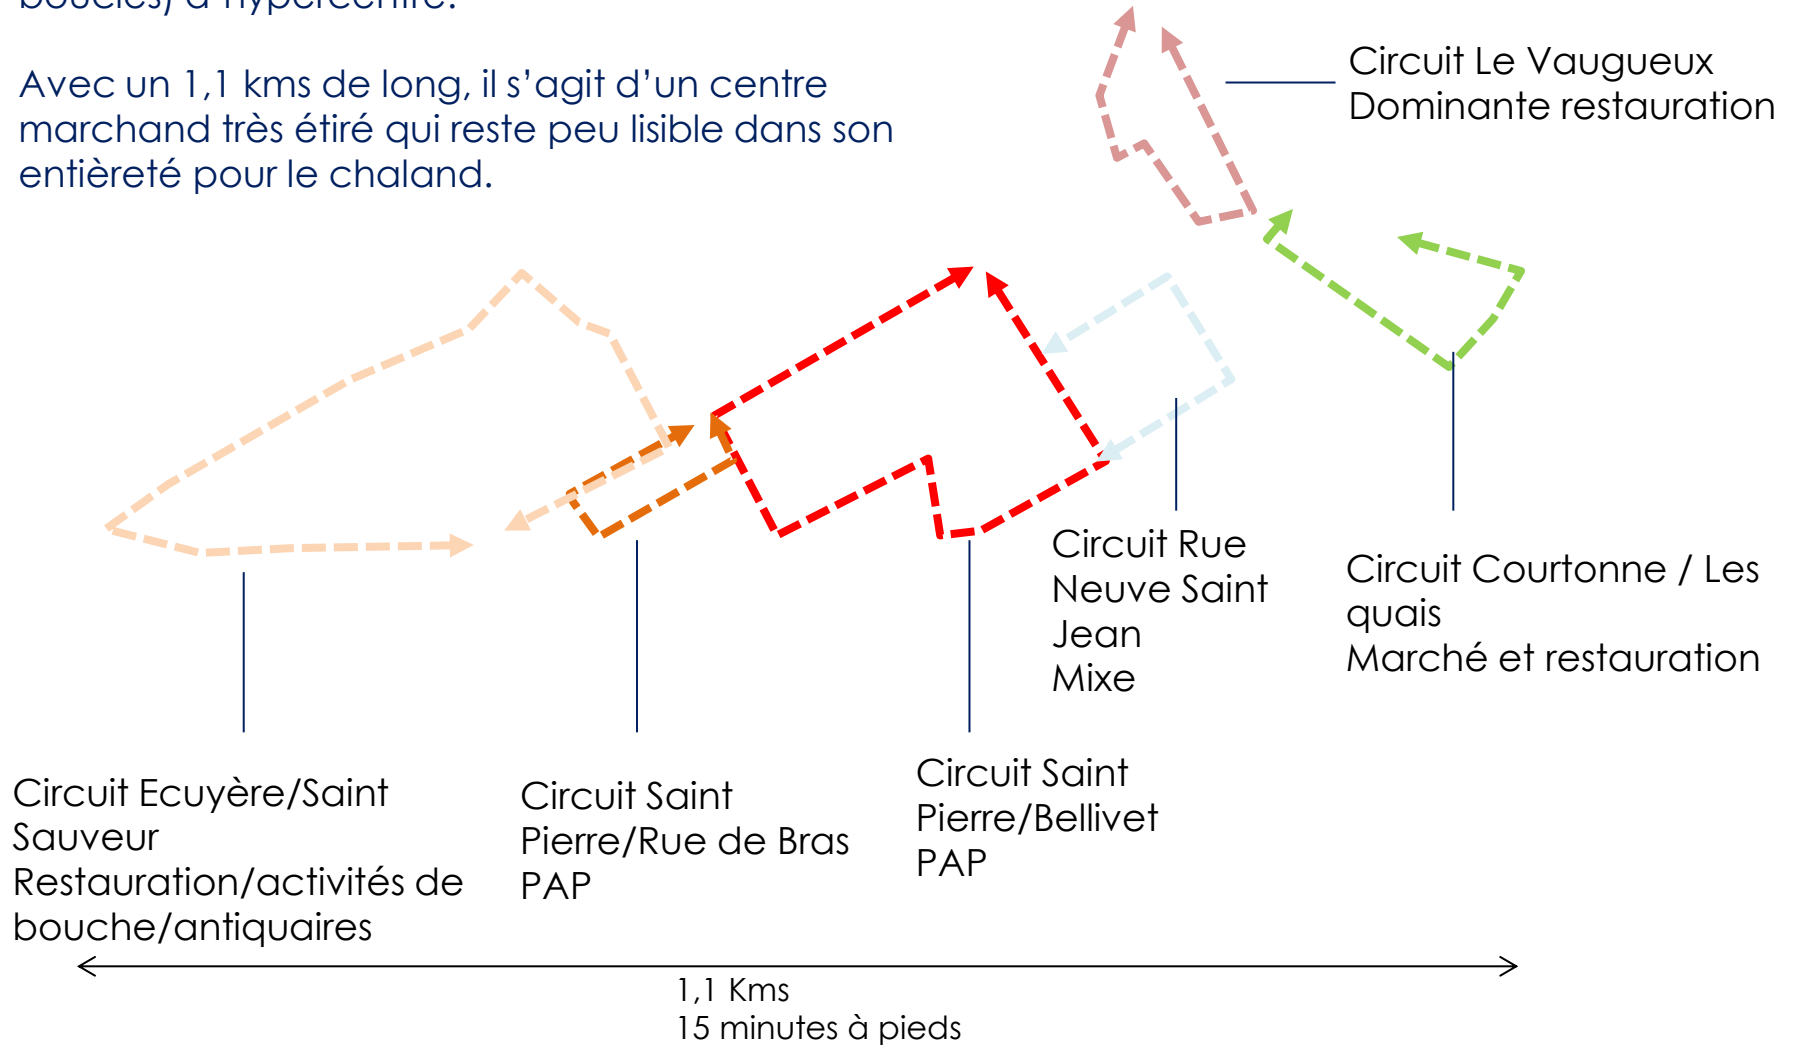 boucles) d'hypercentre.
Avec un 1,1 kms de long, il s'agit d'un centre
marchand très étiré qui reste peu lisible dans son
entièreté pour le chaland.
Circuit Le Vaugueux
Dominante restauration
Circuit Rue
Neuve Saint
Jean
Mixe
Circuit Courtonne / Les
quais
Marché et restauration
Circuit Ecuyère/Saint
Sauveur
Restauration/activités de
bouche/antiquaires
Circuit Saint
Pierre/Rue de Bras
PAP
Circuit Saint
Pierre/Bellivet
PAP
1,1 Kms
15 minutes à pieds